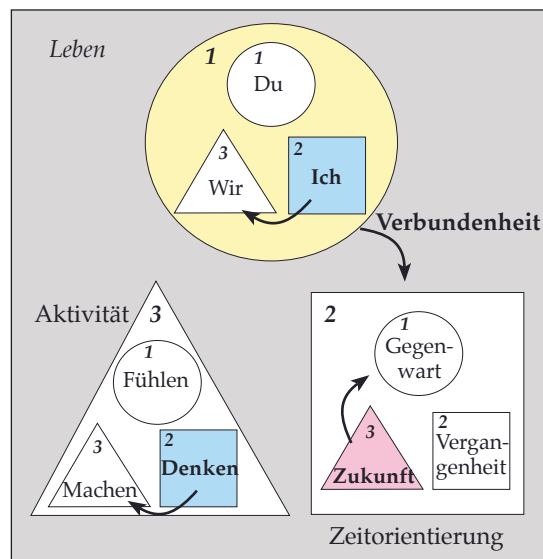 Leben
1
1
Du
3
Wir
2
Ich
Verbundenheit
Aktivität
3
1
Fühlen
3
Machen
2
Denken
2
1
Gegen-
wart
3
Zukunft
2
Vergan-
genheit
Zeitorientierung